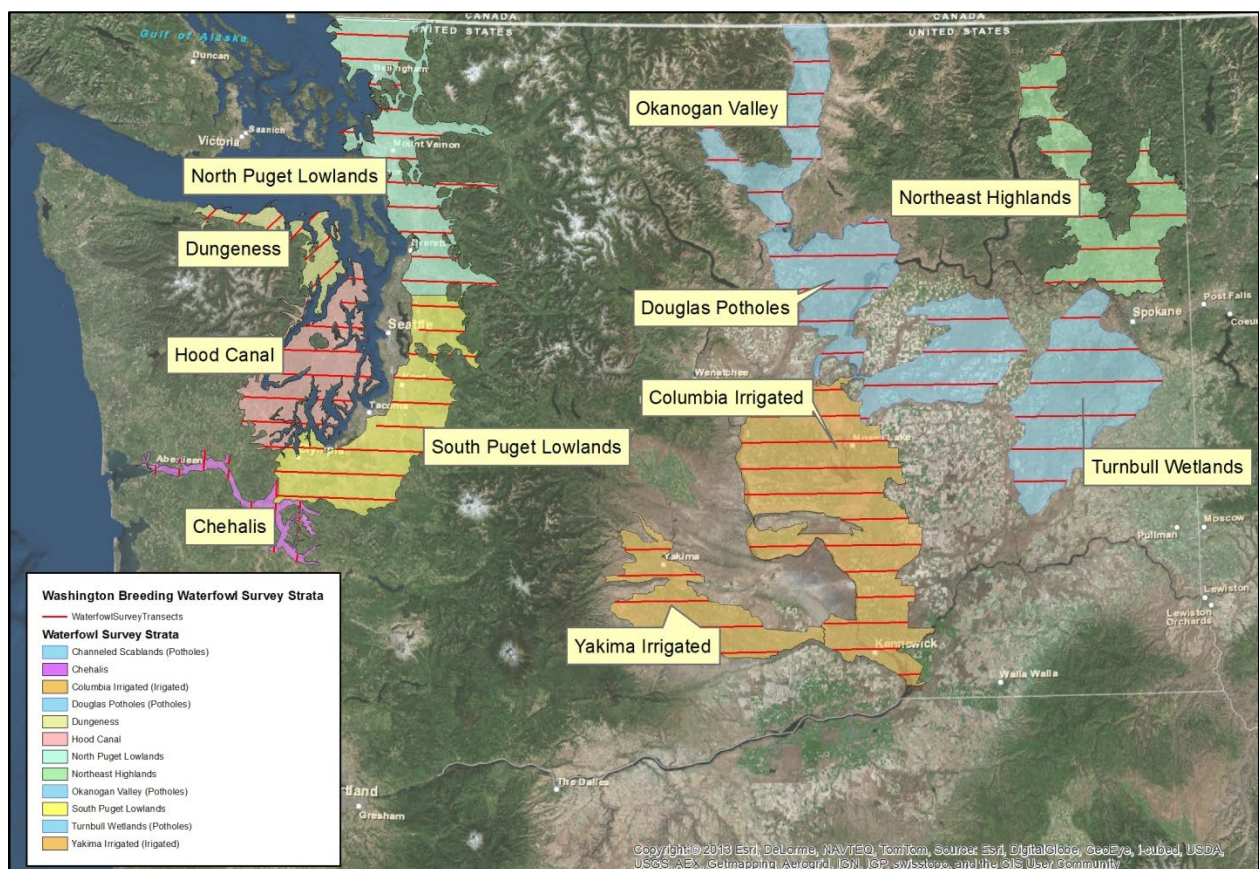 CANADA
UNITED STATES
CANADA
UNITED STATES
Gulf of Alaska
Duncan
Bellingham
Okanogan Valley
Saanich
Victoria
Mount Vernon
North Puget Lowlands
Northeast Highlands
Dungeness
Everett
Douglas Potholes
Post Falls
Spokane
Coeur
Seattle
Hood Canal
Wenatchee
Columbia Irrigated
Tacoma
Moses Lake
South Puget Lowlands
Olympia
Aberdeen
Turnbull Wetlands
Chehalis
Moscow
Pullman
Yakima
Lewiston
Lewiston
Orchards
Yakima Irrigated
Kennewick
Walla Walla
The Dalles
rtland
Gresham
Washington Breeding Waterfowl Survey Strata
WaterfowlSurveyTransects
Waterfowl Survey Strata
Channeled Scablands (Potholes)
Chehalis
Columbia Irrigated (Irigated)
Douglas Potholes (Potholes)
Dungeness
Hood Canal
North Puget Lowlands
Northeast Highlands
Okanogan Valley (Potholes)
South Puget Lowlands
Turnbull Wetlands (Potholes)
Yakima Irrigated (Irigated)
Copyright:© 2013 Esri, DeLorme, NAVTEQ, TomTom, Source: Esri, DigitalGlobe, GeoEye, i-cubed, USDA,
USGS, AEX, Getmapping, Aerogrid, IGN, IGP, swisstopo, and the GIS User Community